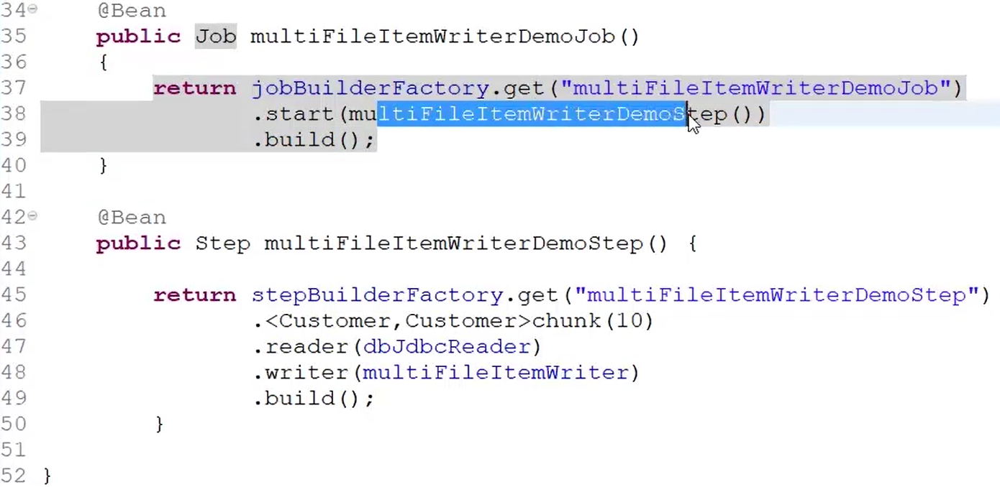 34 @Bean
35 public Job multiFileItemWriterDemoJob()
36 {
37 return jobBuilderFactory.get("multiFileItemWriterDemoJob")
38 .start(multiFileItemWriterDemoStep())
39 .build();
40 }
41
42 @Bean
43 public Step multiFileItemWriterDemoStep() {
44
45 return stepBuilderFactory.get("multiFileItemWriterDemoStep")
46 .<Customer,Customer>chunk(10)
47 .reader(dbJdbcReader)
48 .writer(multiFileItemWriter)
49 .build();
50 }
51
52 }